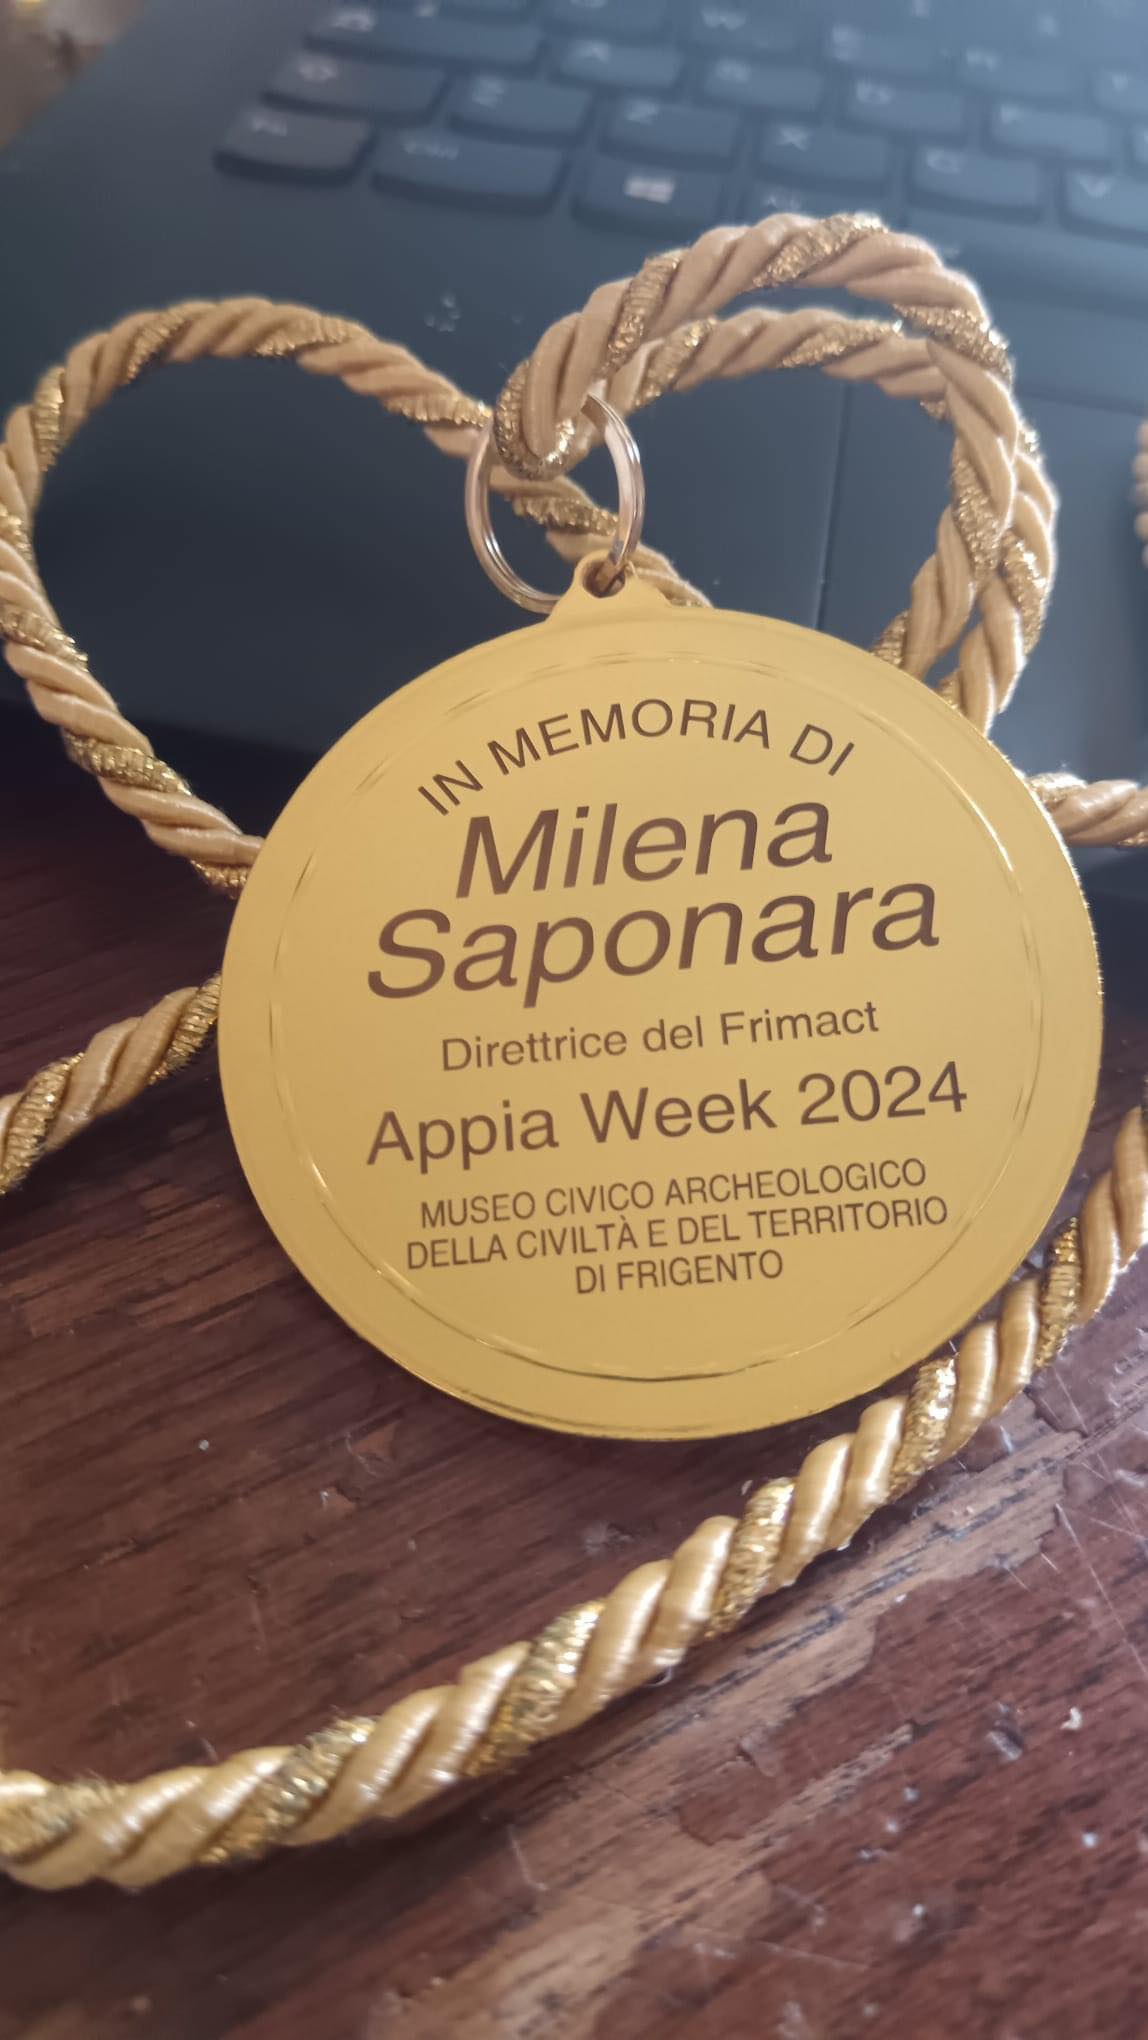 IN MEMORIA DI
Milena
Saponara
Direttrice del Frimact
Appia Week 2024
MUSEO CIVICO ARCHEOLOGICO
DELLA CIVILTÀ E DEL TERRITORIO
DI FRIGENTO